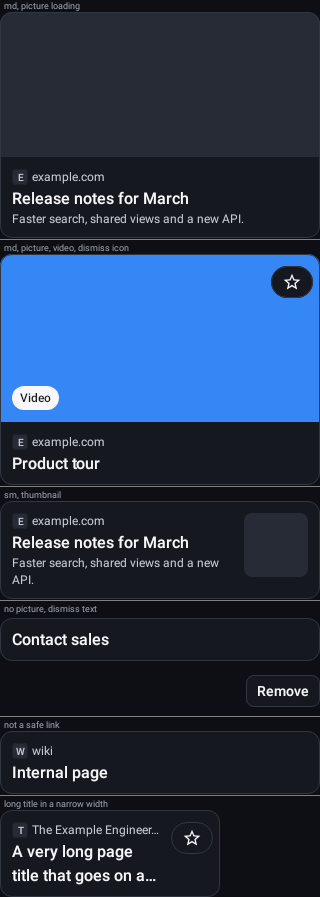 md, picture loading
E example.com
Release notes for March
Faster search, shared views and a new API.
md, picture, video, dismiss icon
Video
E example.com
Product tour
sm, thumbnail
E example.com
Release notes for March
Faster search, shared views and a new
API.
no picture, dismiss text
Contact sales
Remove
not a safe link
W wiki
Internal page
long title in a narrow width
T The Example Engineer...
A very long page
title that goes on a...